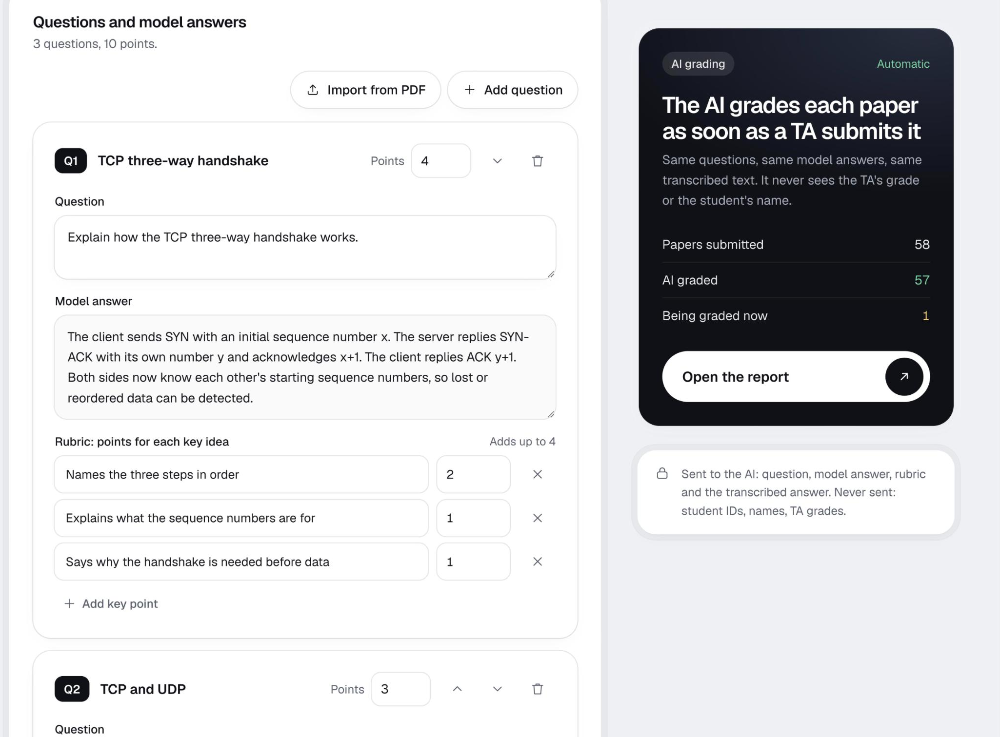 Questions and model answers
3 questions, 10 points.
Import from PDF
Add question
Q1 TCP three-way handshake Points 4
Question
Explain how the TCP three-way handshake works.
Model answer
The client sends SYN with an initial sequence number x. The server replies SYN-
ACK with its own number y and acknowledges x+1. The client replies ACK y+1.
Both sides now know each other's starting sequence numbers, so lost or
reordered data can be detected.
Rubric: points for each key idea Adds up to 4
Names the three steps in order 2
Explains what the sequence numbers are for 1
Says why the handshake is needed before data 1
Add key point
Q2 TCP and UDP Points 3
Question
AI grading Automatic
The AI grades each paper
as soon as a TA submits it
Same questions, same model answers, same
transcribed text. It never sees the TA's grade
or the student's name.
Papers submitted 58
AI graded 57
Being graded now 1
Open the report
Sent to the AI: question, model answer, rubric
and the transcribed answer. Never sent:
student IDs, names, TA grades.